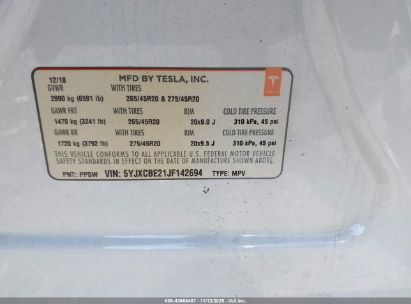 12/18 MFD BY TESLA, INC.
GVWR WITH TIRES
2990 kg (6591 lb) 265/45R20 & 275/45R20
GAWR FRT WITH TIRES RIM COLD TIRE PRESSURE
1470 kg (3241 lb) 265/45R20 20x9.0 J 310 kPa, 45 psi
GAWR RR WITH TIRES RIM COLD TIRE PRESSURE
1720 kg (3792 lb) 275/45R20 20x9.5 J 310 kPa, 45 psi
THIS VEHICLE CONFORMS TO ALL APPLICABLE U.S. FEDERAL MOTOR VEHICLE
SAFETY STANDARDS IN EFFECT ON THE DATE OF MANUFACTURE SHOWN ABOVE.
PNT: PPSW VIN: 5YJXCBE21JF142694 TYPE: MPV
TESLA